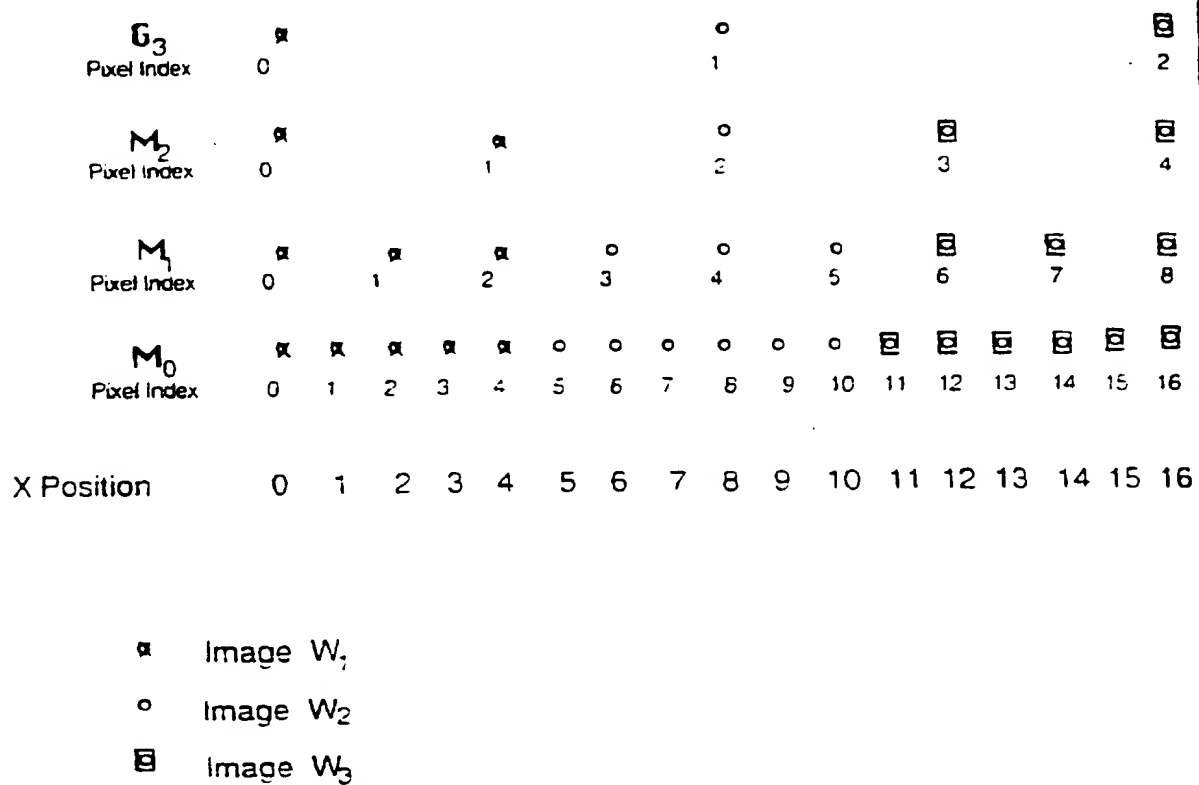 G3
Pixel Index 0 1 2
M2
Pixel Index 0 1 2 3 4
M1
Pixel Index 0 1 2 3 4 5 6 7 8
M0
Pixel Index 0 1 2 3 4 5 6 7 8 9 10 11 12 13 14 15 16
X Position 0 1 2 3 4 5 6 7 8 9 10 11 12 13 14 15 16
Image W1
Image W2
Image W3